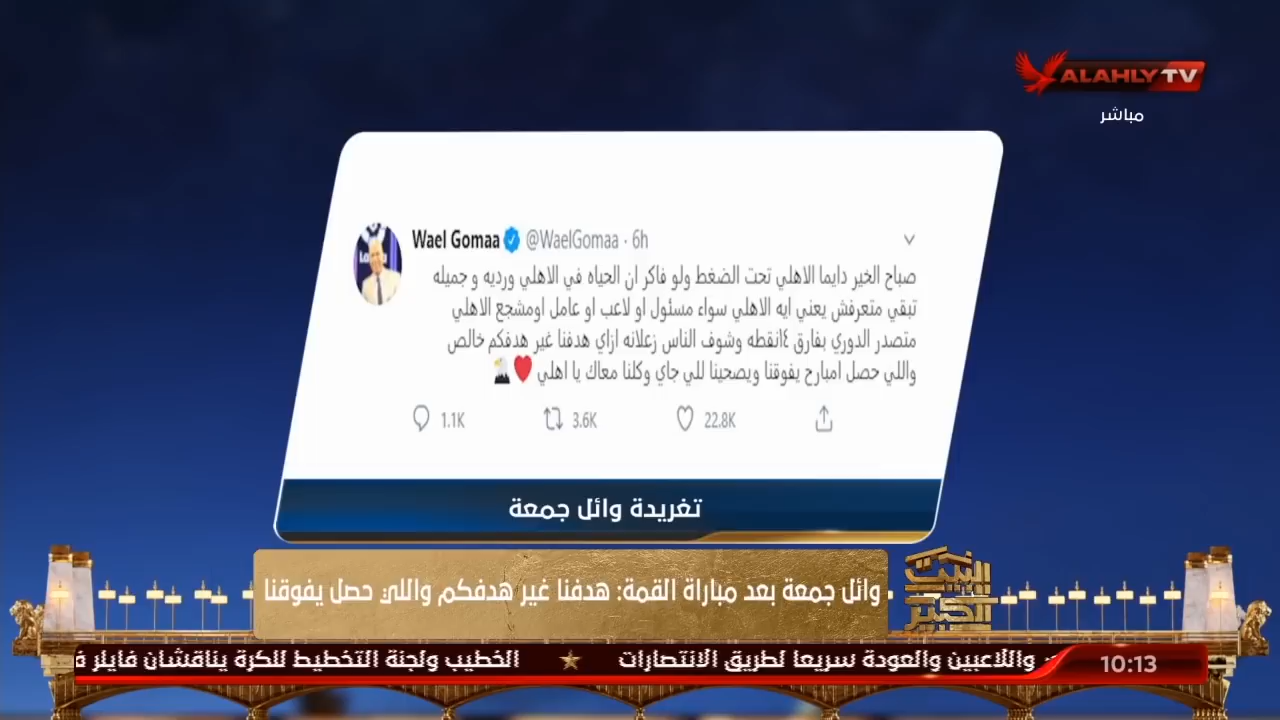 ALAHLY TV
مباشر
Wael Gomaa @WaelGomaa · 6h
صباح الخير دايما الاهلي تحت الضغط ولو فاكر ان الحياه في الاهلي ورديه و جميله
تبقي متعرفش يعني ايه الاهلي سواء مسئول او لاعب او عامل اومشجع الاهلي
متصدر الدوري بفارق ١٤نقطه وشوف الناس زعلانه ازاي هدفنا غير هدفكم خالص
واللي حصل امبارح يفوقنا ويصحينا للي جاي وكلنا معاك يا اهلي ❤️🦅
1.1K 3.6K 22.8K
تغريدة وائل جمعة
البيت الكبير
وائل جمعة بعد مباراة القمة: هدفنا غير هدفكم واللي حصل يفوقنا
واللاعبين والعودة سريعا لطريق الانتصارات ★ الخطيب ولجنة التخطيط للكرة يناقشان فايلر
10:13